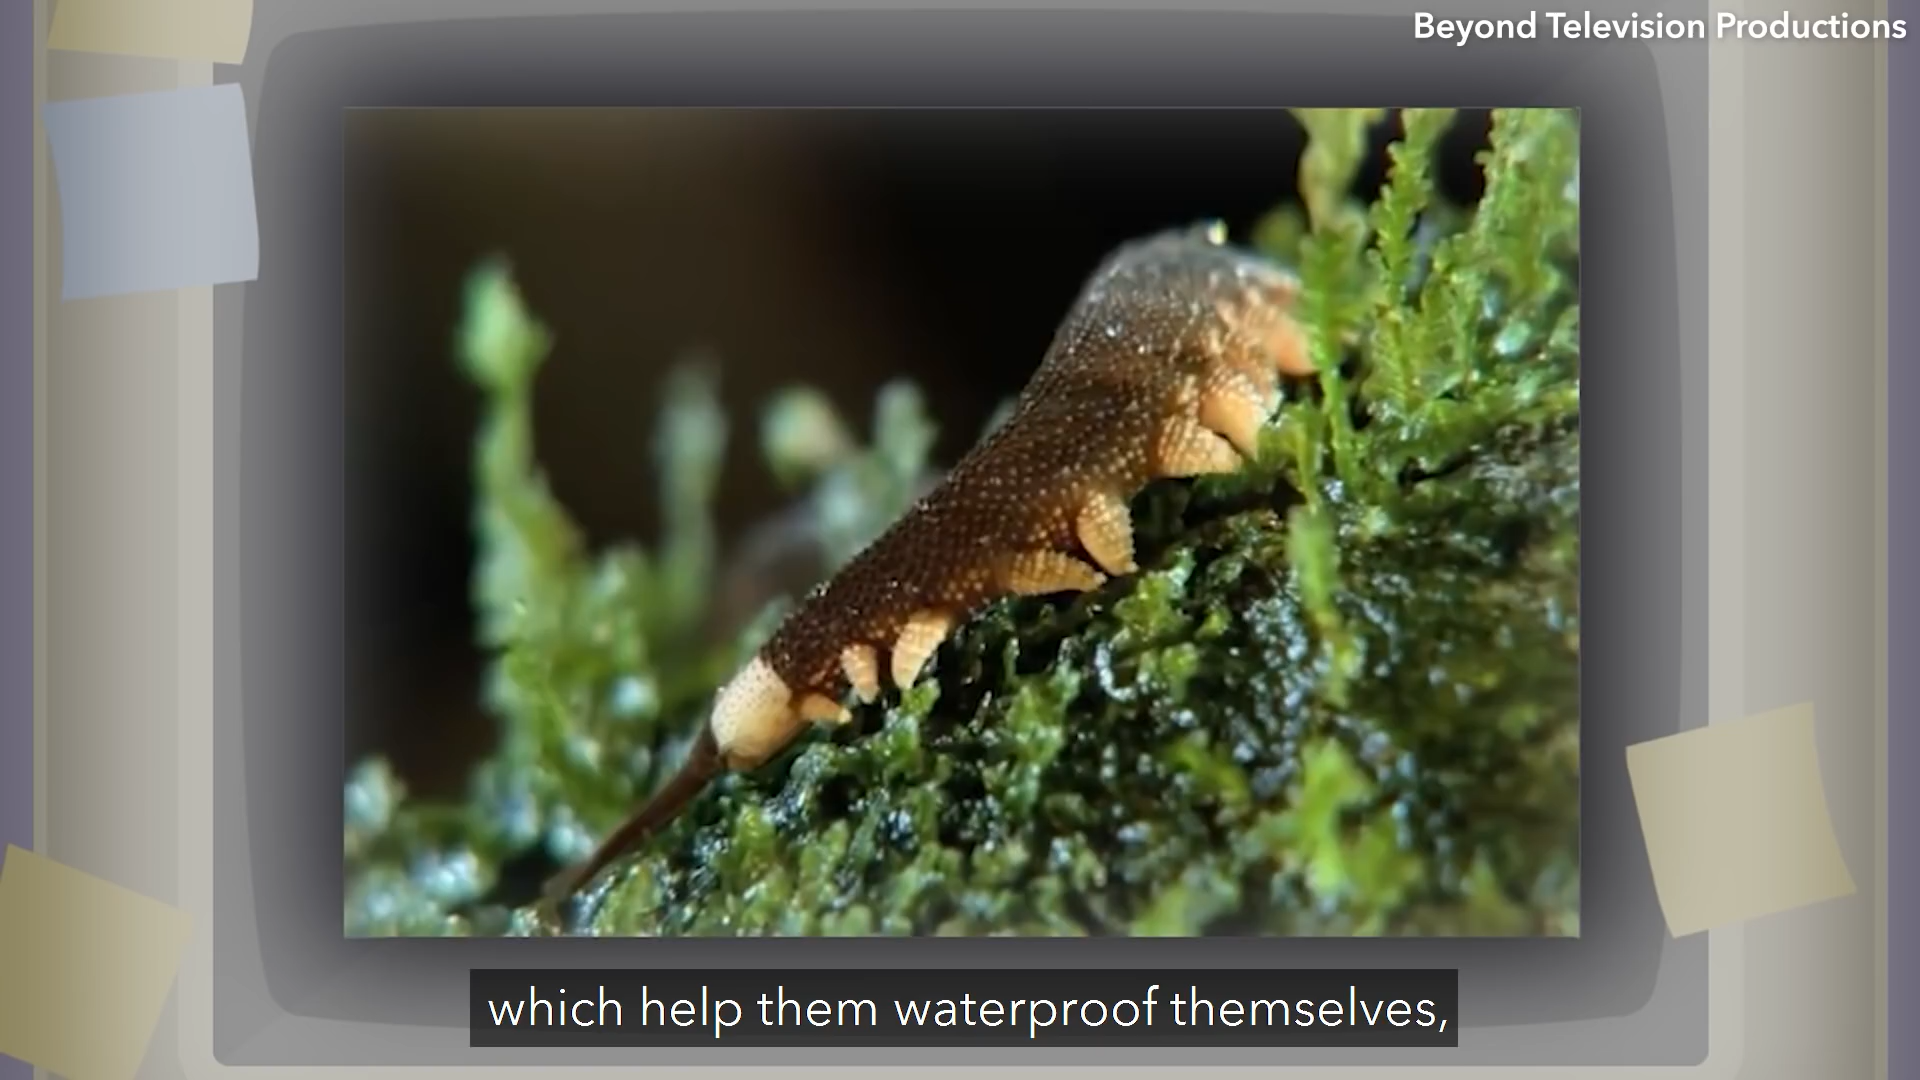 Beyond Television Productions
which help them waterproof themselves,